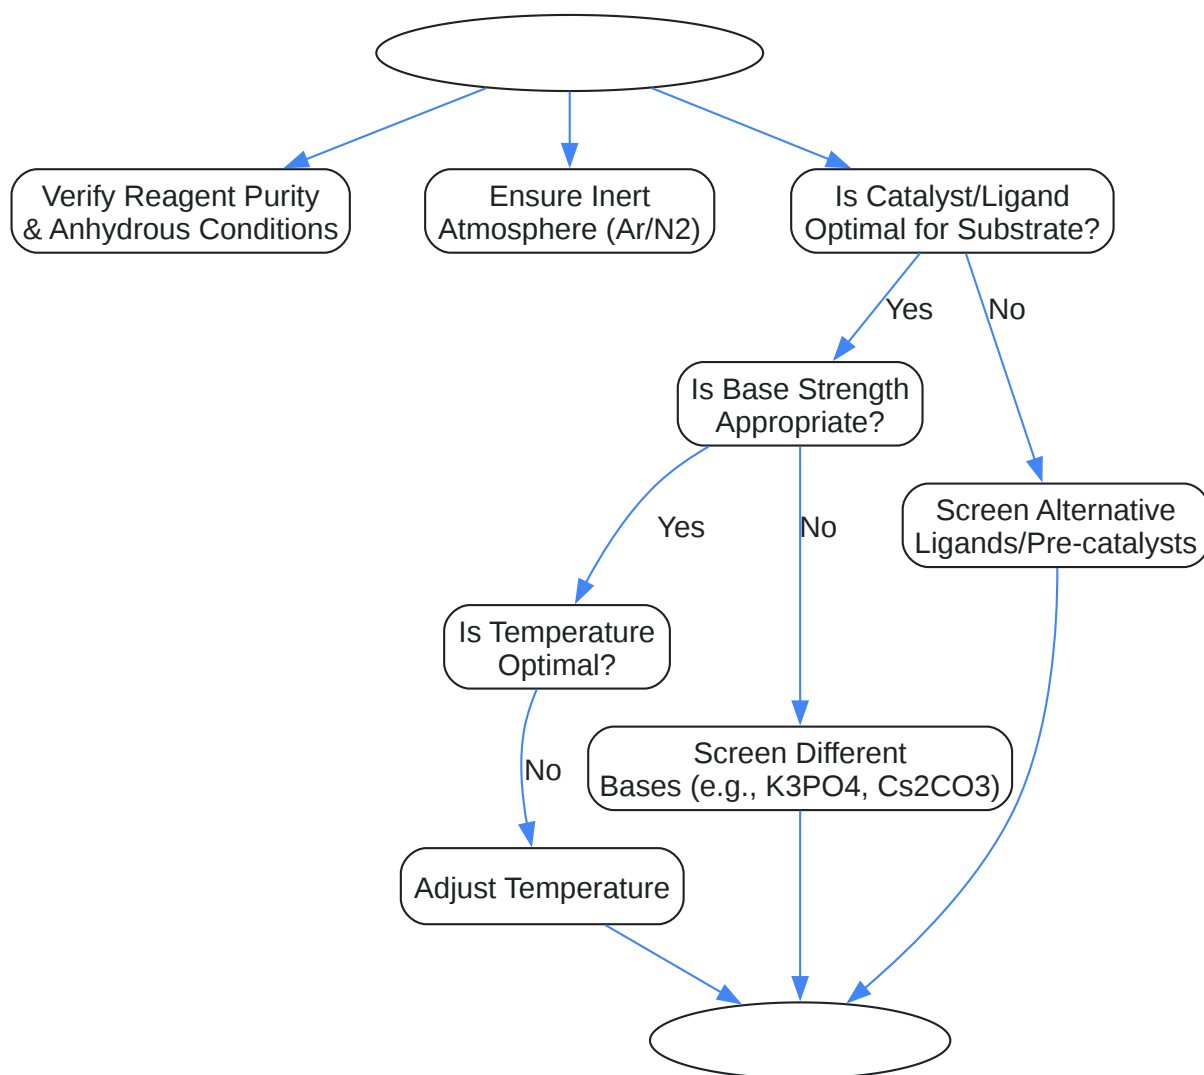 Verify Reagent Purity
& Anhydrous Conditions
Ensure Inert
Atmosphere (Ar/N2)
Is Catalyst/Ligand
Optimal for Substrate?
Yes
No
Is Base Strength
Appropriate?
Screen Alternative
Ligands/Pre-catalysts
Yes
No
Is Temperature
Optimal?
Screen Different
Bases (e.g., K3PO4, Cs2CO3)
No
Adjust Temperature